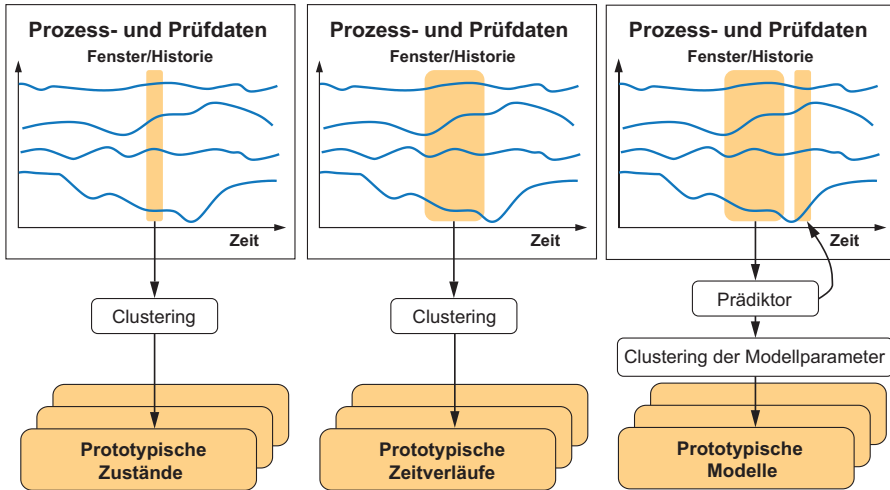 Prozess- und Prüfdaten
Fenster/Historie
Zeit
Clustering
Prototypische
Zustände
Prozess- und Prüfdaten
Fenster/Historie
Zeit
Clustering
Prototypische
Zeitverläufe
Prozess- und Prüfdaten
Fenster/Historie
Zeit
Prädiktor
Clustering der Modellparameter
Prototypische
Modelle